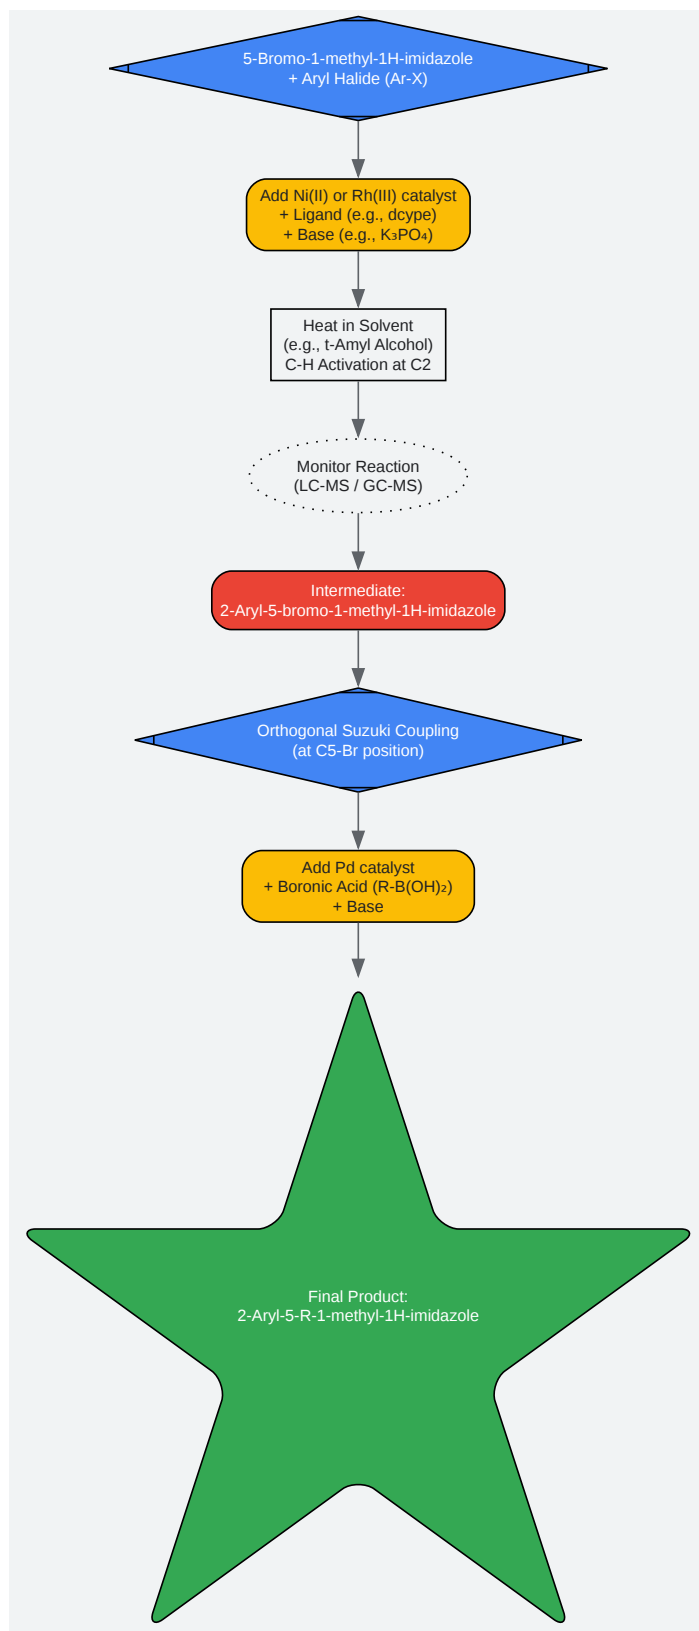 5-Bromo-1-methyl-1H-imidazole
+ Aryl Halide (Ar-X)
Add Ni(II) or Rh(III) catalyst
+ Ligand (e.g., dcype)
+ Base (e.g., K₃PO₄)
Heat in Solvent
(e.g., t-Amyl Alcohol)
C-H Activation at C2
Monitor Reaction
(LC-MS / GC-MS)
Intermediate:
2-Aryl-5-bromo-1-methyl-1H-imidazole
Orthogonal Suzuki Coupling
(at C5-Br position)
Add Pd catalyst
+ Boronic Acid (R-B(OH)₂)
+ Base
Final Product:
2-Aryl-5-R-1-methyl-1H-imidazole